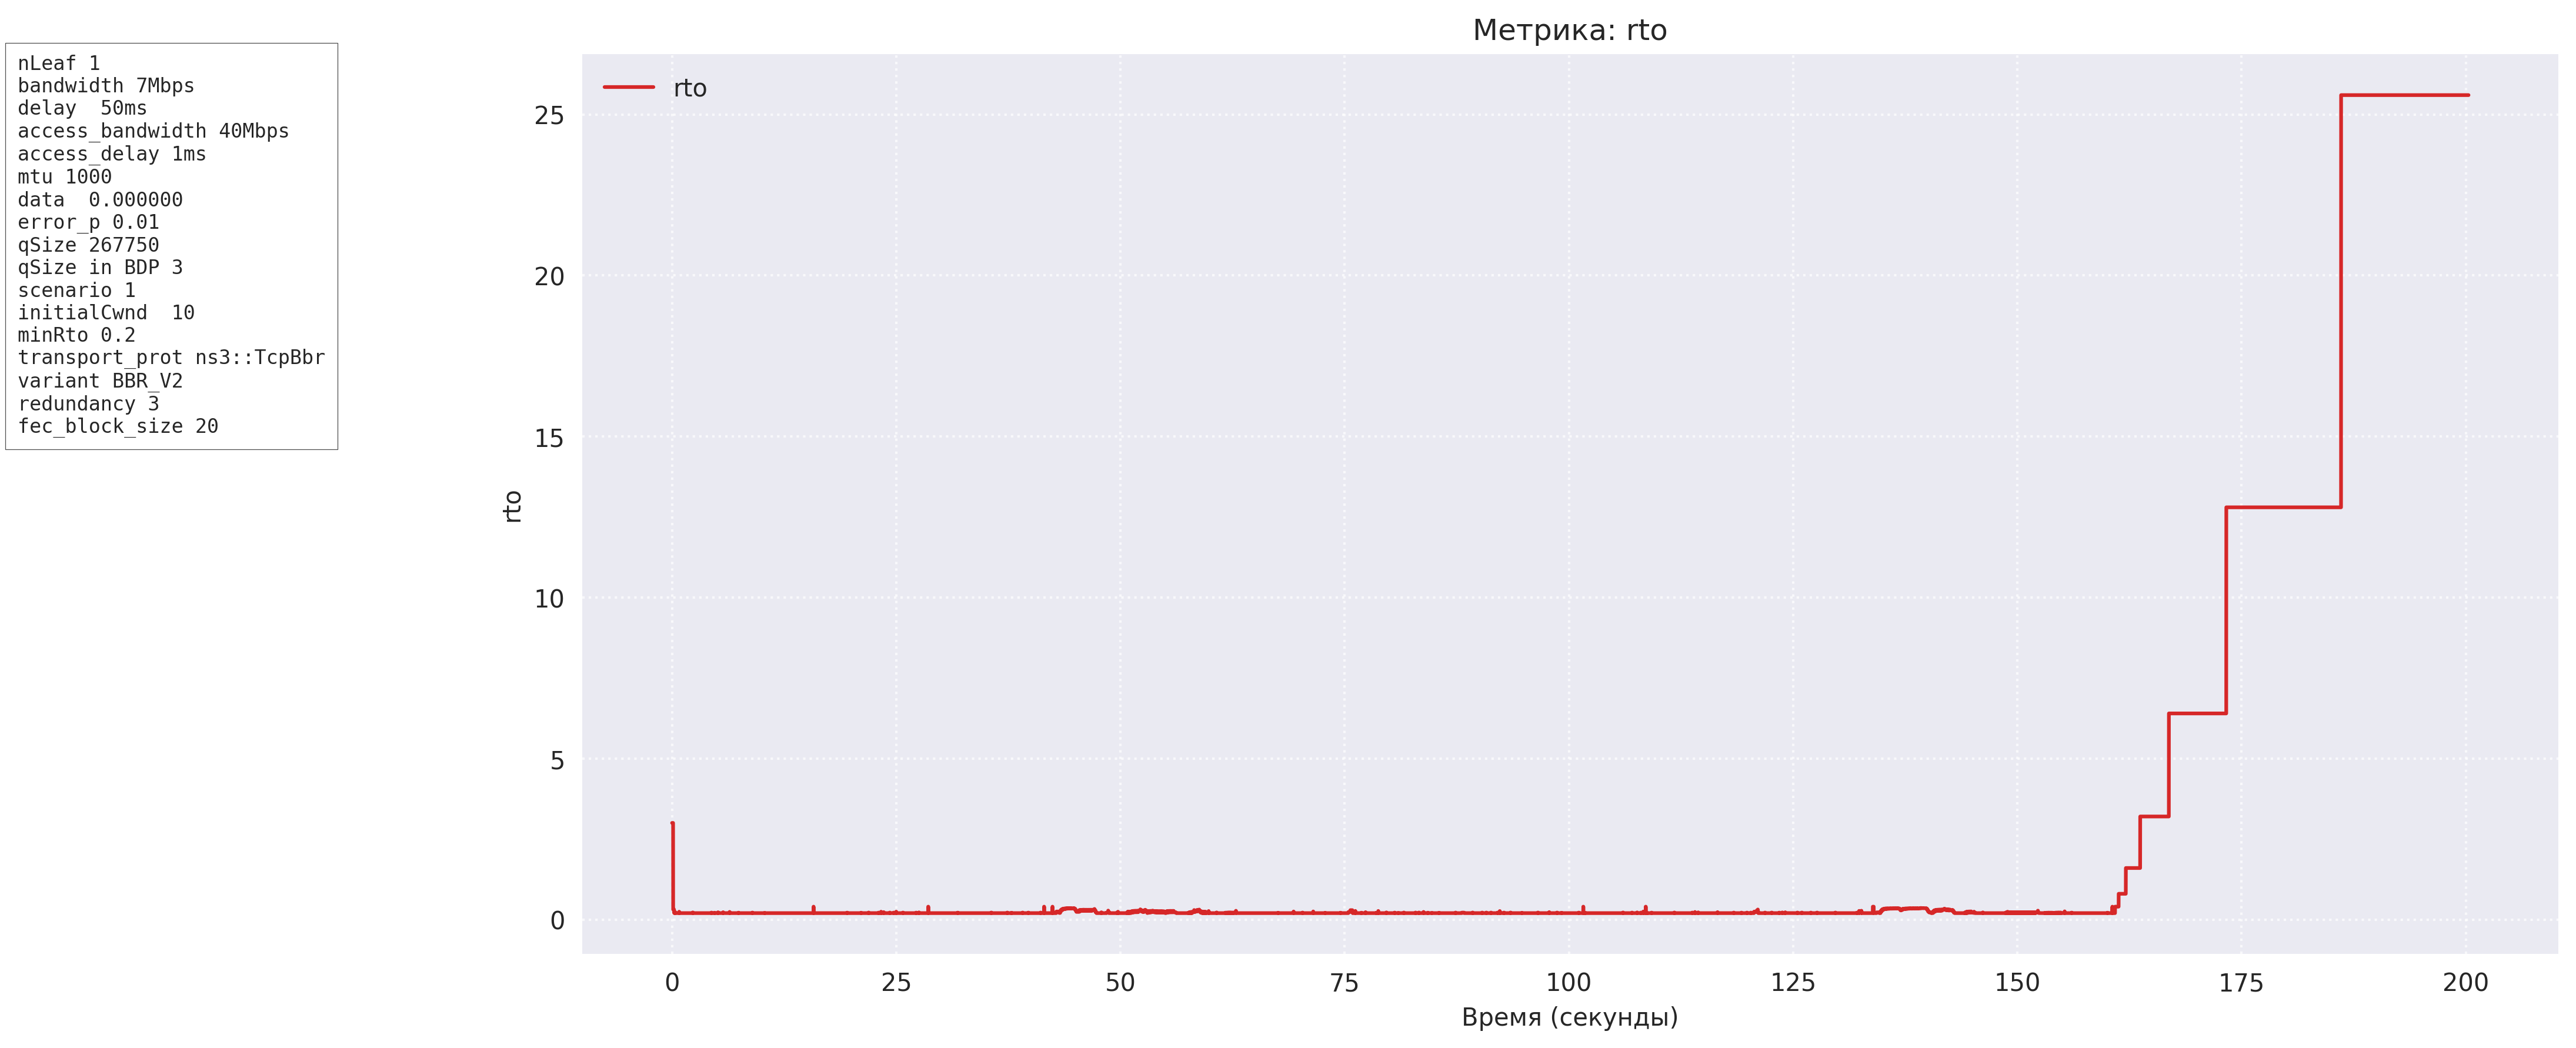 Метрика: rto
nLeaf 1
bandwidth 7Mbps
delay  50ms
access_bandwidth 40Mbps
access_delay 1ms
mtu 1000
data  0.000000
error_p 0.01
qSize 267750
qSize in BDP 3
scenario 1
initialCwnd  10
minRto 0.2
transport_prot ns3::TcpBbr
variant BBR_V2
redundancy 3
fec_block_size 20
rto
25
20
15
10
5
0
rto
0 25 50 75 100 125 150 175 200
Время (секунды)